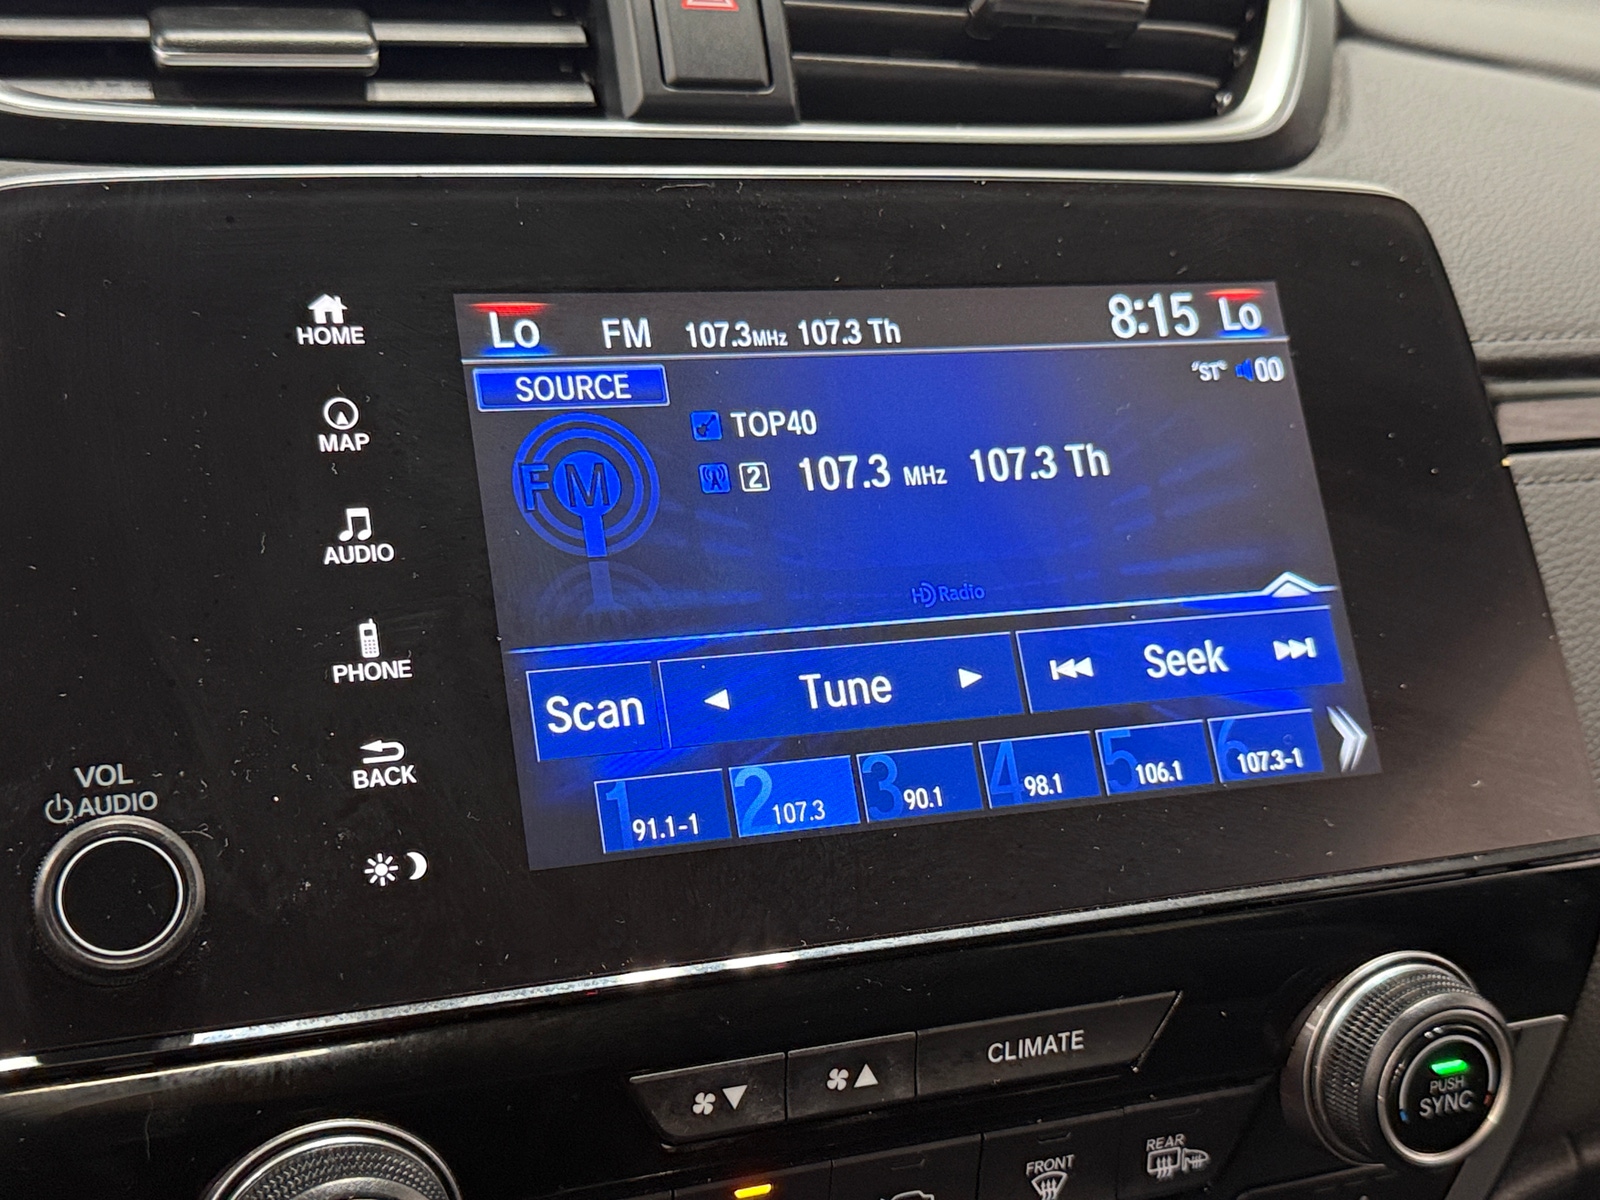 Lo FM 107.3MHz 107.3 Th 8:15 Lo
SOURCE
"ST" 00
FM
TOP40
2 107.3 MHz 107.3 Th
HD Radio
Scan Tune Seek
1 91.1-1
2 107.3
3 90.1
4 98.1
5 106.1
6 107.3-1
HOME
MAP
AUDIO
PHONE
BACK
VOL
AUDIO
CLIMATE
PUSH
SYNC
FRONT
REAR